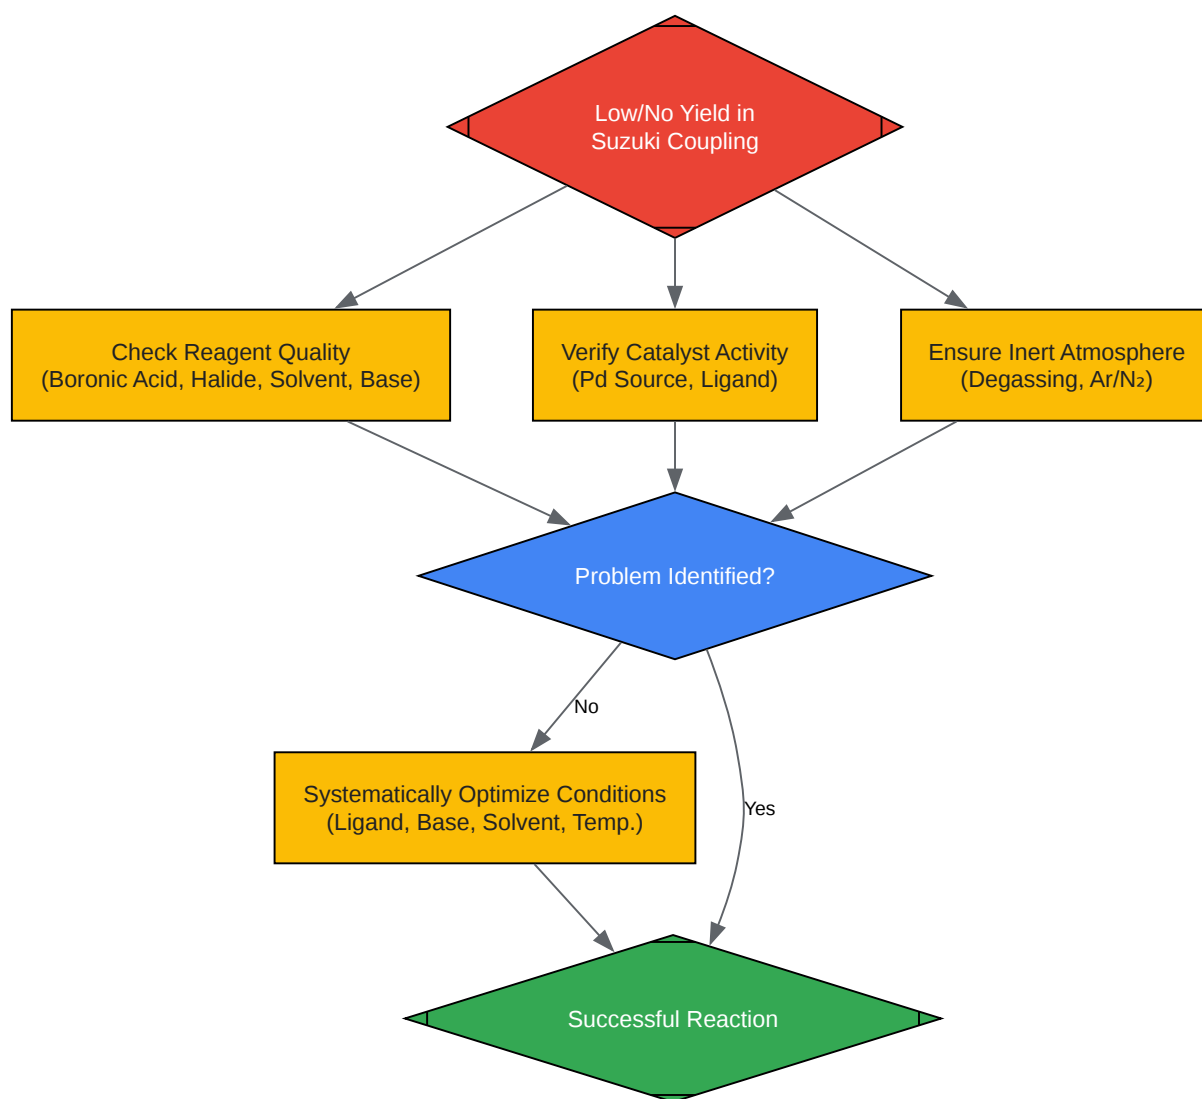 Low/No Yield in
Suzuki Coupling
Check Reagent Quality
(Boronic Acid, Halide, Solvent, Base)
Verify Catalyst Activity
(Pd Source, Ligand)
Ensure Inert Atmosphere
(Degassing, Ar/N₂)
Problem Identified?
No
Systematically Optimize Conditions
(Ligand, Base, Solvent, Temp.)
Yes
Successful Reaction